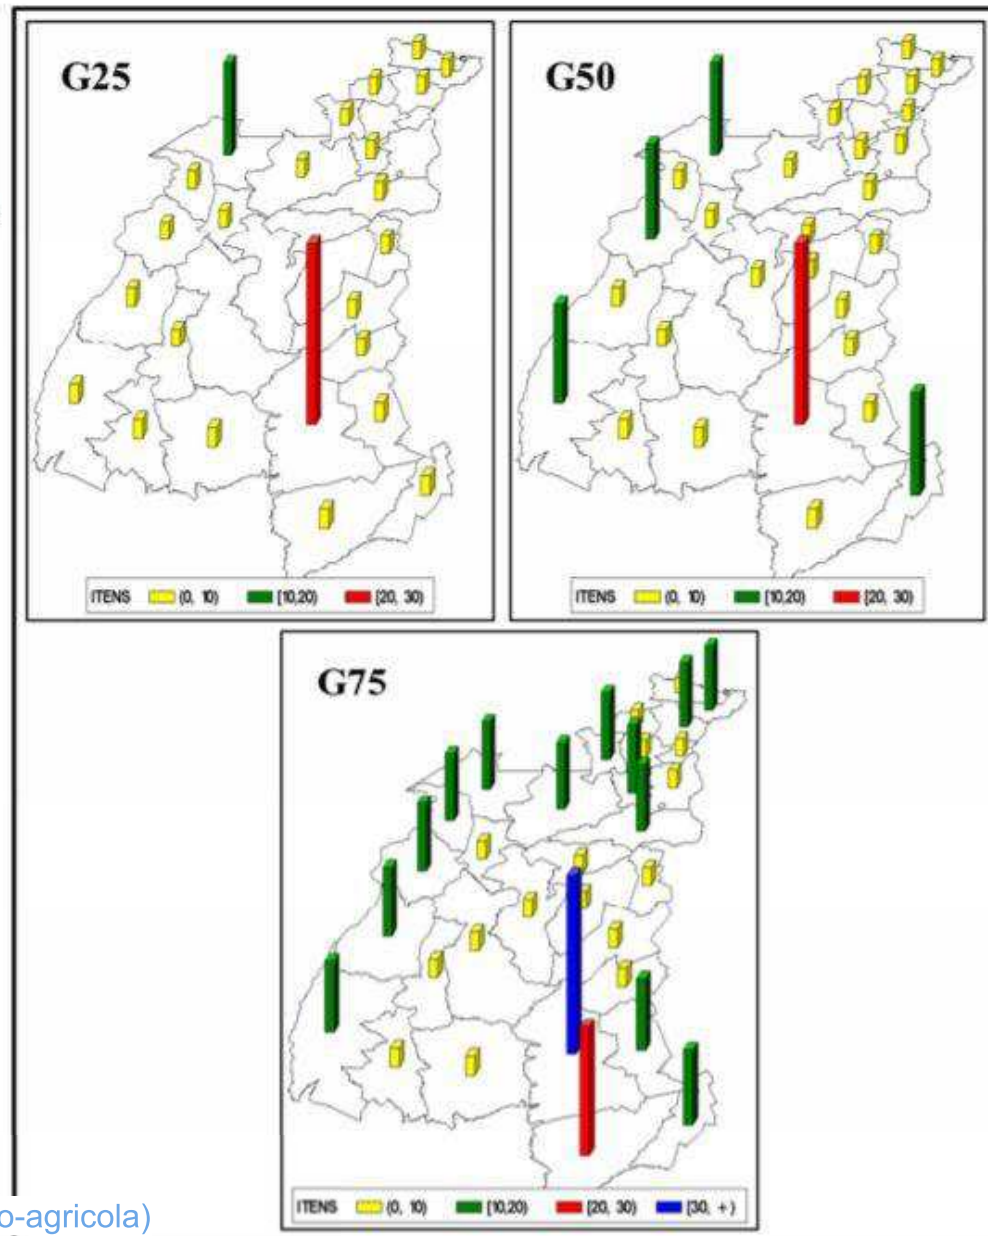 G25
G50
ITENS (0, 10) [10,20) [20, 30)
ITENS (0, 10) [10,20) [20, 30)
G75
ITENS (0, 10) [10,20) [20, 30) [30, +)
o-agricola)